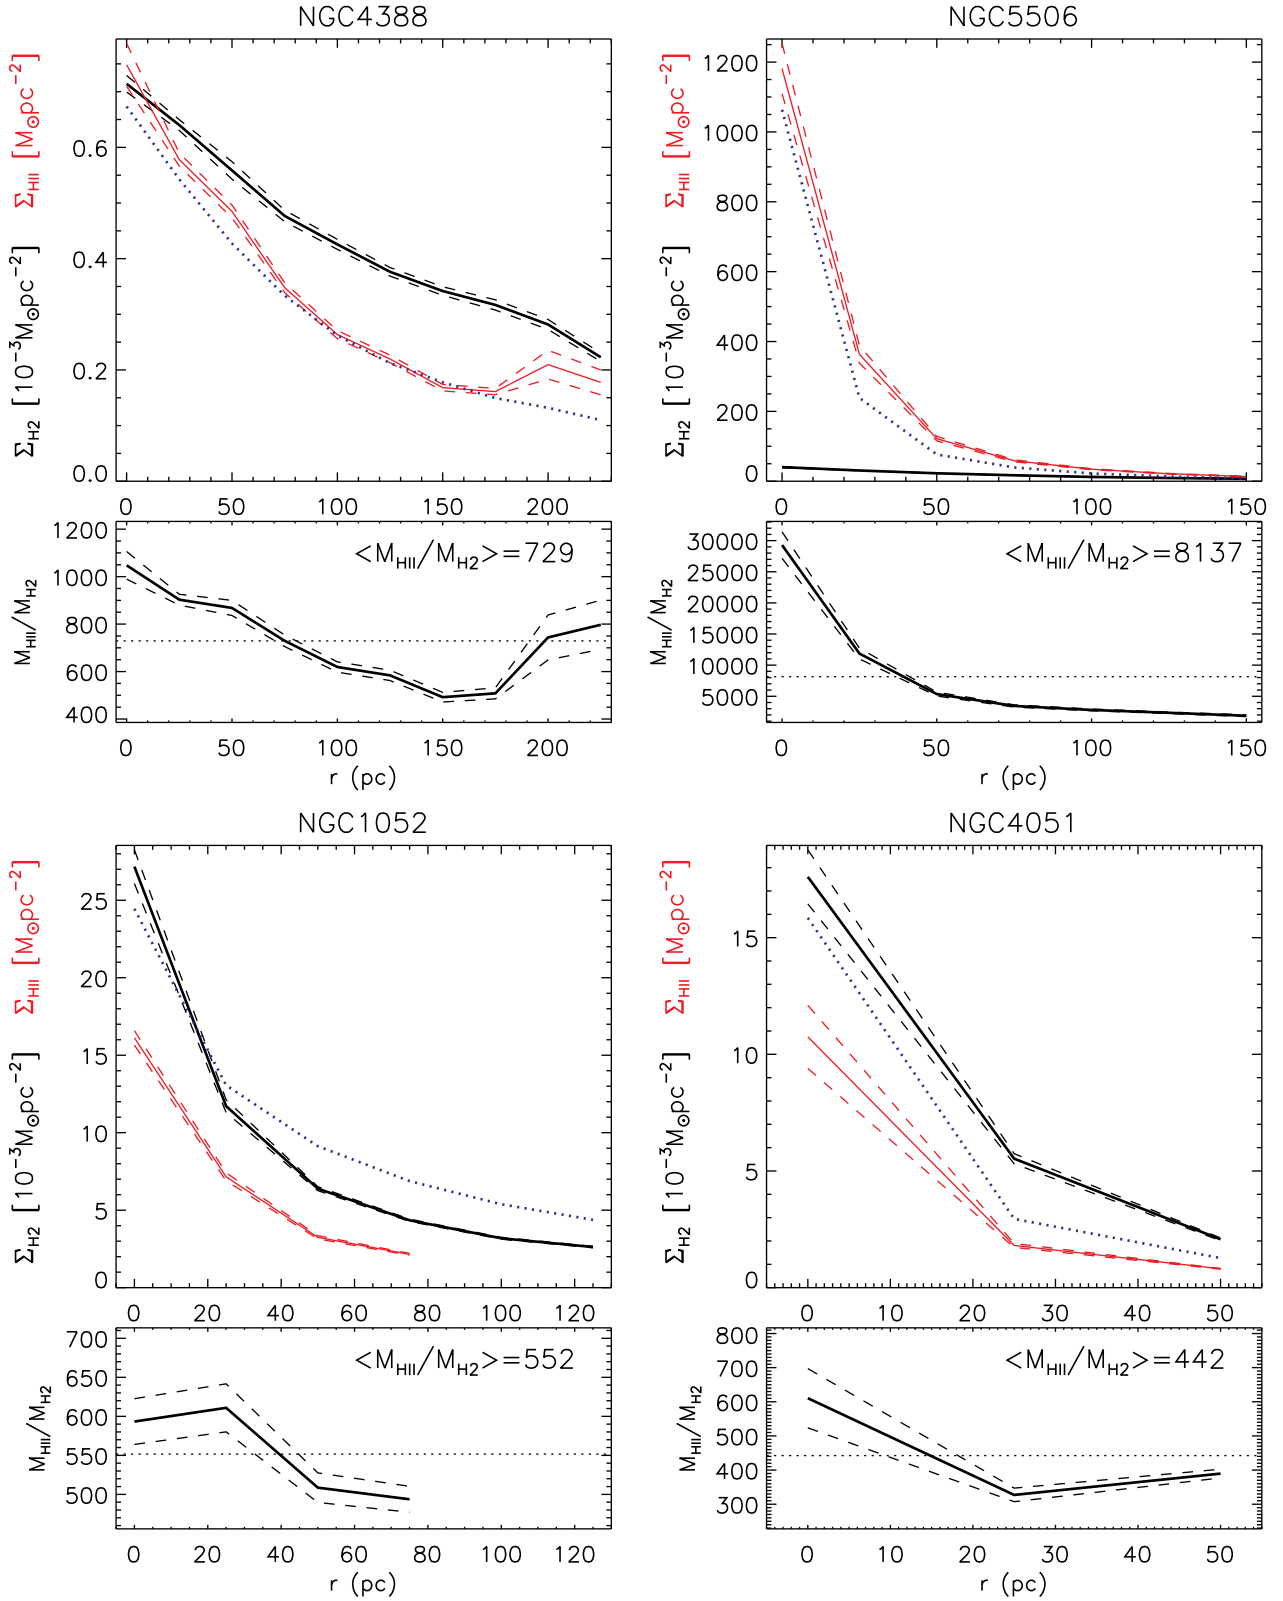 NGC4388
Σ_H2 [10⁻³M⊙pc⁻²] Σ_HII [M⊙pc⁻²]
0.6
0.4
0.2
0.0
0 50 100 150 200
<M_HII/M_H2>=729
M_HII/M_H2
1200
1000
800
600
400
0 50 100 150 200
r (pc)
NGC5506
Σ_H2 [10⁻³M⊙pc⁻²] Σ_HII [M⊙pc⁻²]
1200
1000
800
600
400
200
0
0 50 100 150
<M_HII/M_H2>=8137
M_HII/M_H2
30000
25000
20000
15000
10000
5000
0 50 100 150
r (pc)
NGC1052
Σ_H2 [10⁻³M⊙pc⁻²] Σ_HII [M⊙pc⁻²]
25
20
15
10
5
0
0 20 40 60 80 100 120
<M_HII/M_H2>=552
M_HII/M_H2
700
650
600
550
500
0 20 40 60 80 100 120
r (pc)
NGC4051
Σ_H2 [10⁻³M⊙pc⁻²] Σ_HII [M⊙pc⁻²]
15
10
5
0
0 10 20 30 40 50
<M_HII/M_H2>=442
M_HII/M_H2
800
700
600
500
400
300
0 10 20 30 40 50
r (pc)